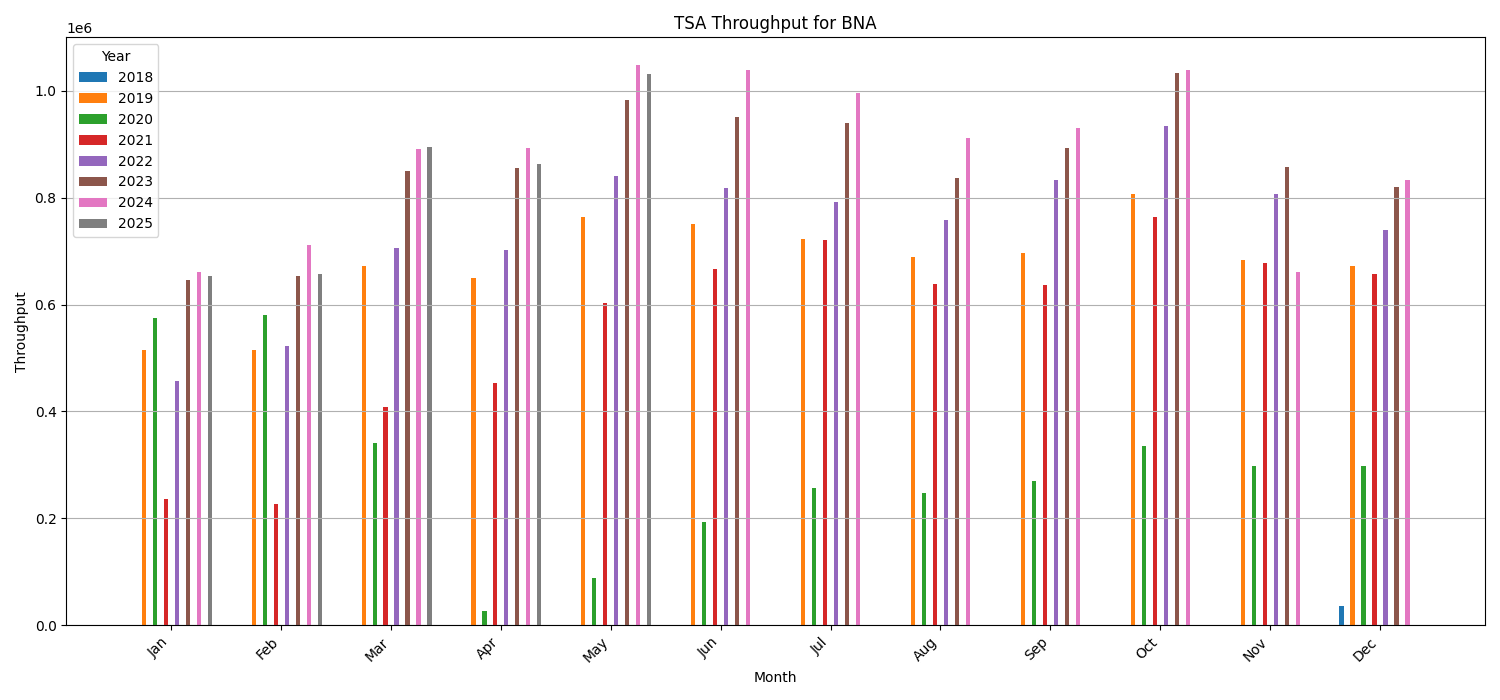 TSA Throughput for BNA
1e6
Year
2018
2019
2020
2021
2022
2023
2024
2025
1.0
0.8
0.6
0.4
0.2
0.0
Throughput
Jan
Feb
Mar
Apr
May
Jun
Jul
Aug
Sep
Oct
Nov
Dec
Month